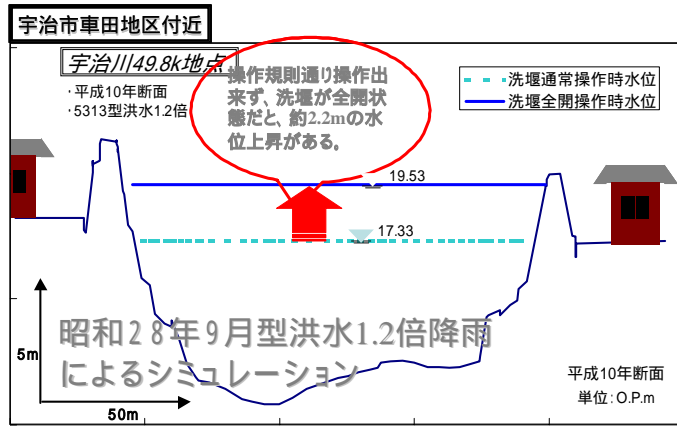 宇治市車田地区付近
宇治川49.8k地点
・平成10年断面
・5313型洪水1.2倍
操作規則通り操作出
来ず、洗堰が全開状
態だと、約2.2mの水
位上昇がある。
洗堰通常操作時水位
洗堰全開操作時水位
19.53
17.33
昭和28年9月型洪水1.2倍降雨
によるシミュレーション
5m
50m
平成10年断面
単位:O.P.m